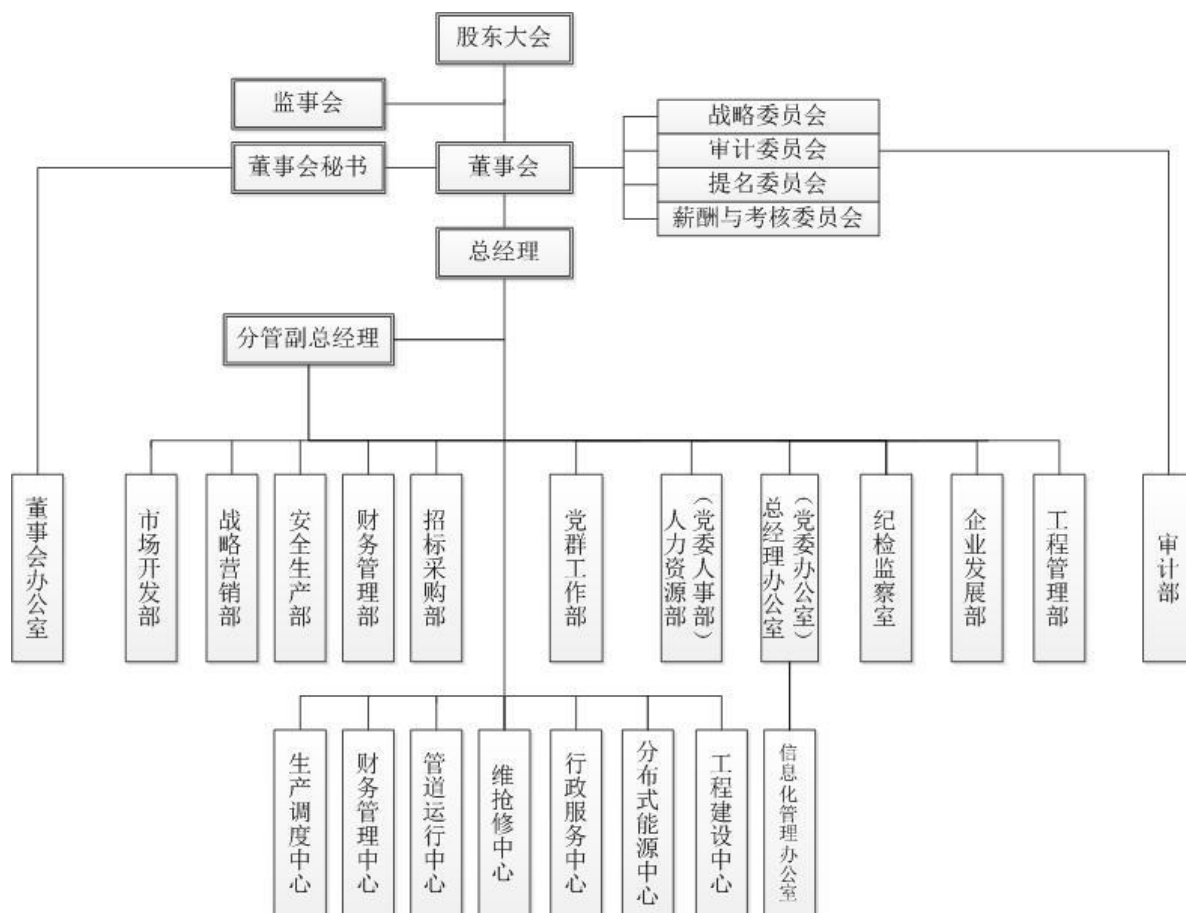 股东大会
监事会
战略委员会
董事会秘书
董事会
审计委员会
提名委员会
薪酬与考核委员会
总经理
分管副总经理
董事会办公室
市场开发部
战略营销部
安全生产部
财务管理部
招标采购部
党群工作部
人力资源部
（党委人事部）
总经理办公室
（党委办公室）
纪检监察室
企业发展部
工程管理部
审计部
生产调度中心
财务管理中心
管道运行中心
维抢修中心
行政服务中心
分布式能源中心
工程建设中心
信息化管理办公室